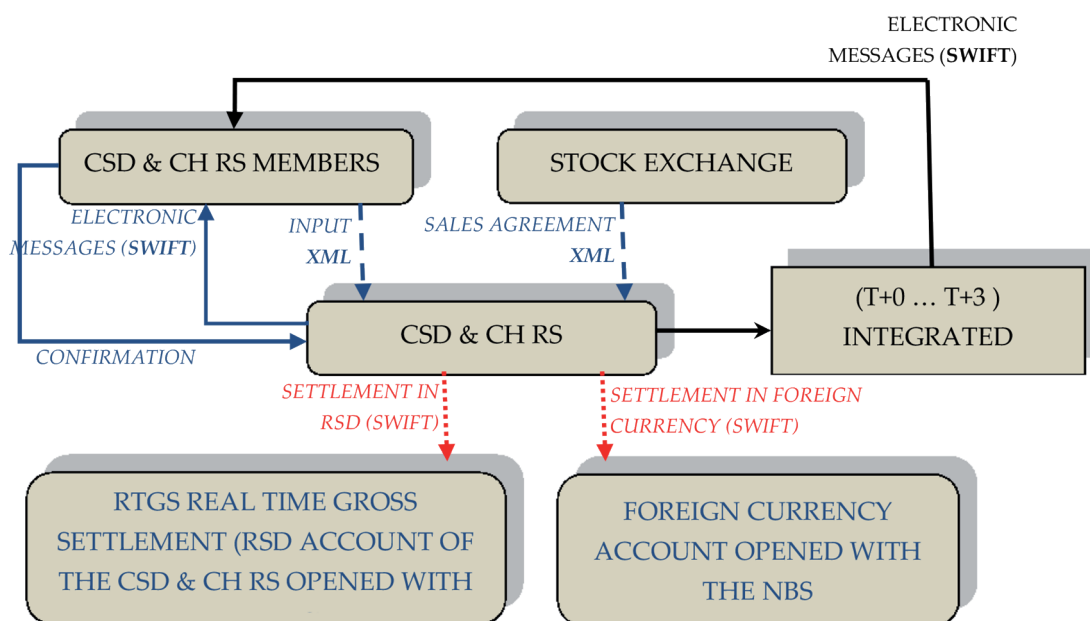 ELECTRONIC
MESSAGES (SWIFT)
CSD & CH RS MEMBERS
STOCK EXCHANGE
ELECTRONIC
MESSAGES (SWIFT)
INPUT
XML
SALES AGREEMENT
XML
(T+0 … T+3 )
INTEGRATED
CSD & CH RS
CONFIRMATION
SETTLEMENT IN
RSD (SWIFT)
SETTLEMENT IN FOREIGN
CURRENCY (SWIFT)
RTGS REAL TIME GROSS
SETTLEMENT (RSD ACCOUNT OF
THE CSD & CH RS OPENED WITH
FOREIGN CURRENCY
ACCOUNT OPENED WITH
THE NBS